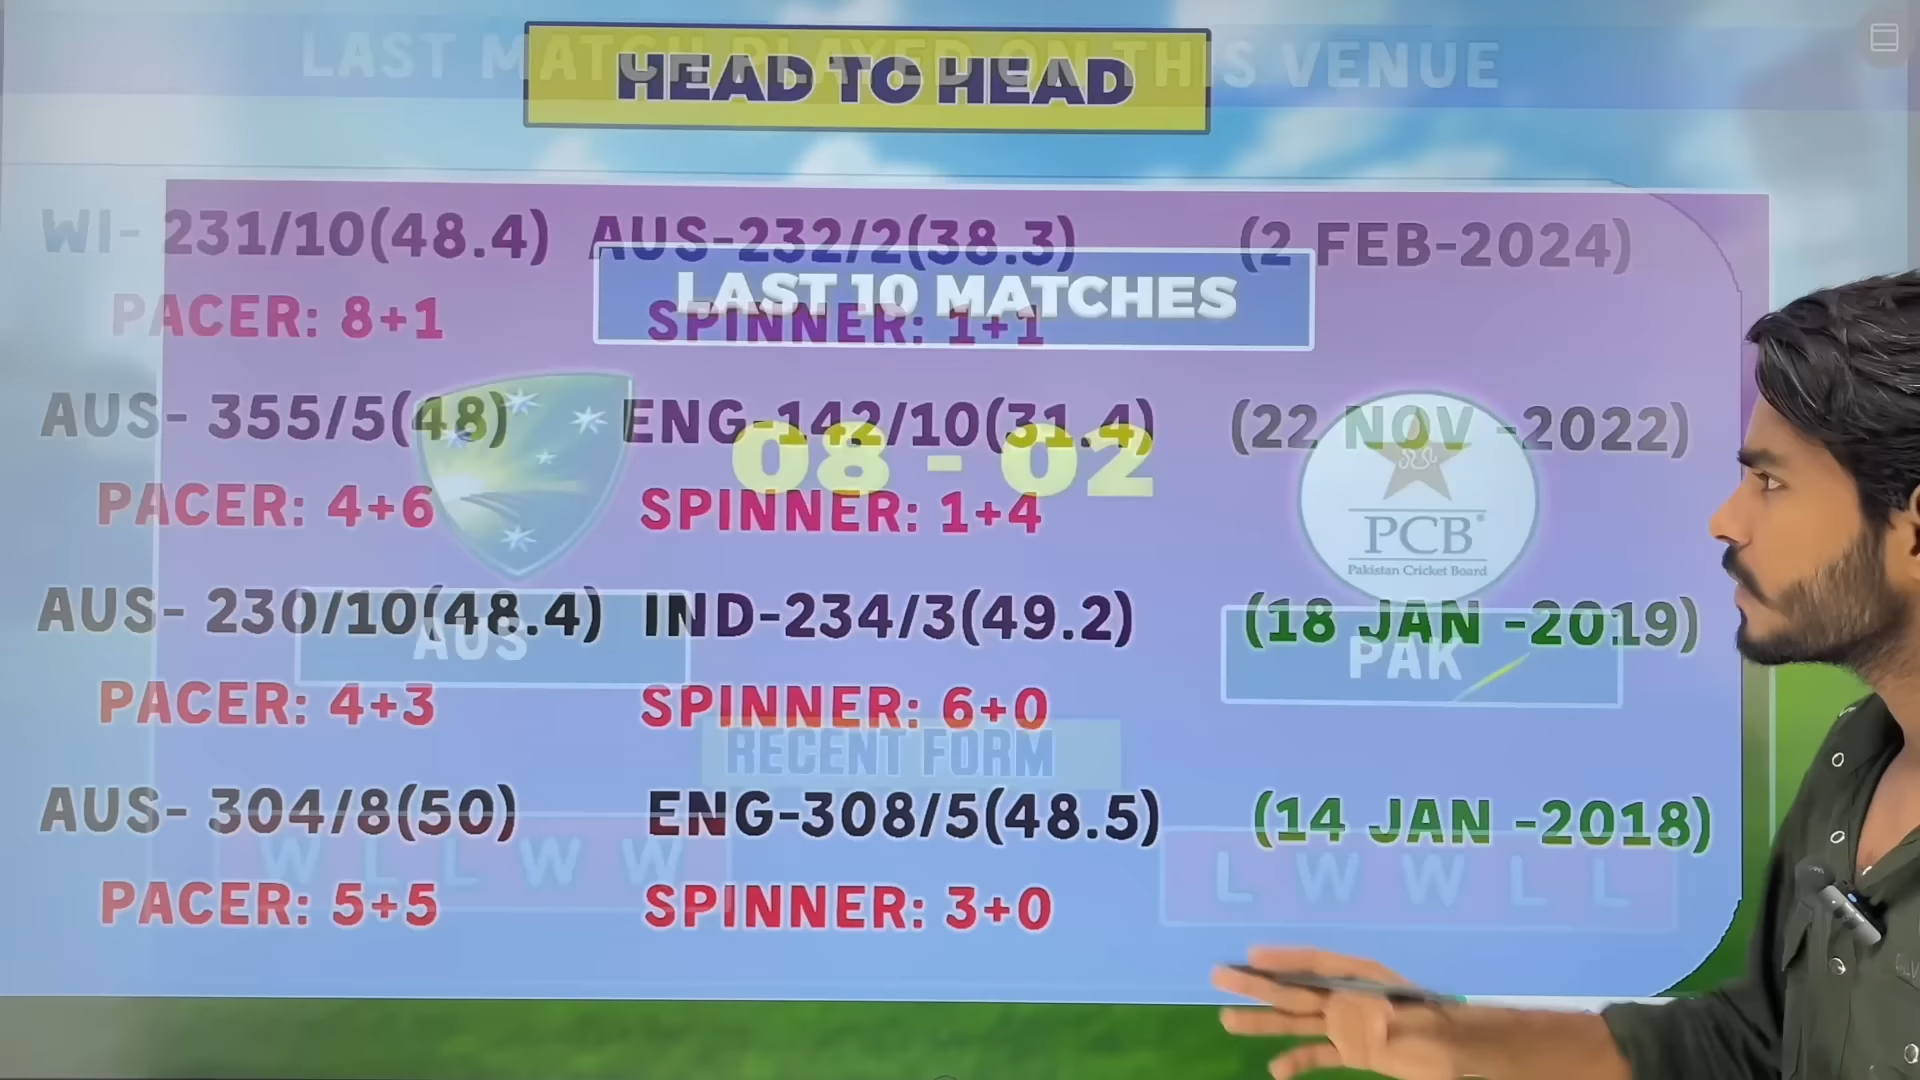 LAST MATCH PLAYED ON THIS VENUE
HEAD TO HEAD
WI- 231/10(48.4) AUS-232/2(38.3) (2 FEB-2024)
LAST 10 MATCHES
PACER: 8+1 SPINNER: 1+1
AUS- 355/5(48) ENG-142/10(31.4) (22 NOV -2022)
08 - 02
PACER: 4+6 SPINNER: 1+4
PCB
Pakistan Cricket Board
AUS- 230/10(48.4) IND-234/3(49.2) (18 JAN -2019)
AUS PAK
PACER: 4+3 SPINNER: 6+0
RECENT FORM
AUS- 304/8(50) ENG-308/5(48.5) (14 JAN -2018)
W L L W W L W W L L
PACER: 5+5 SPINNER: 3+0